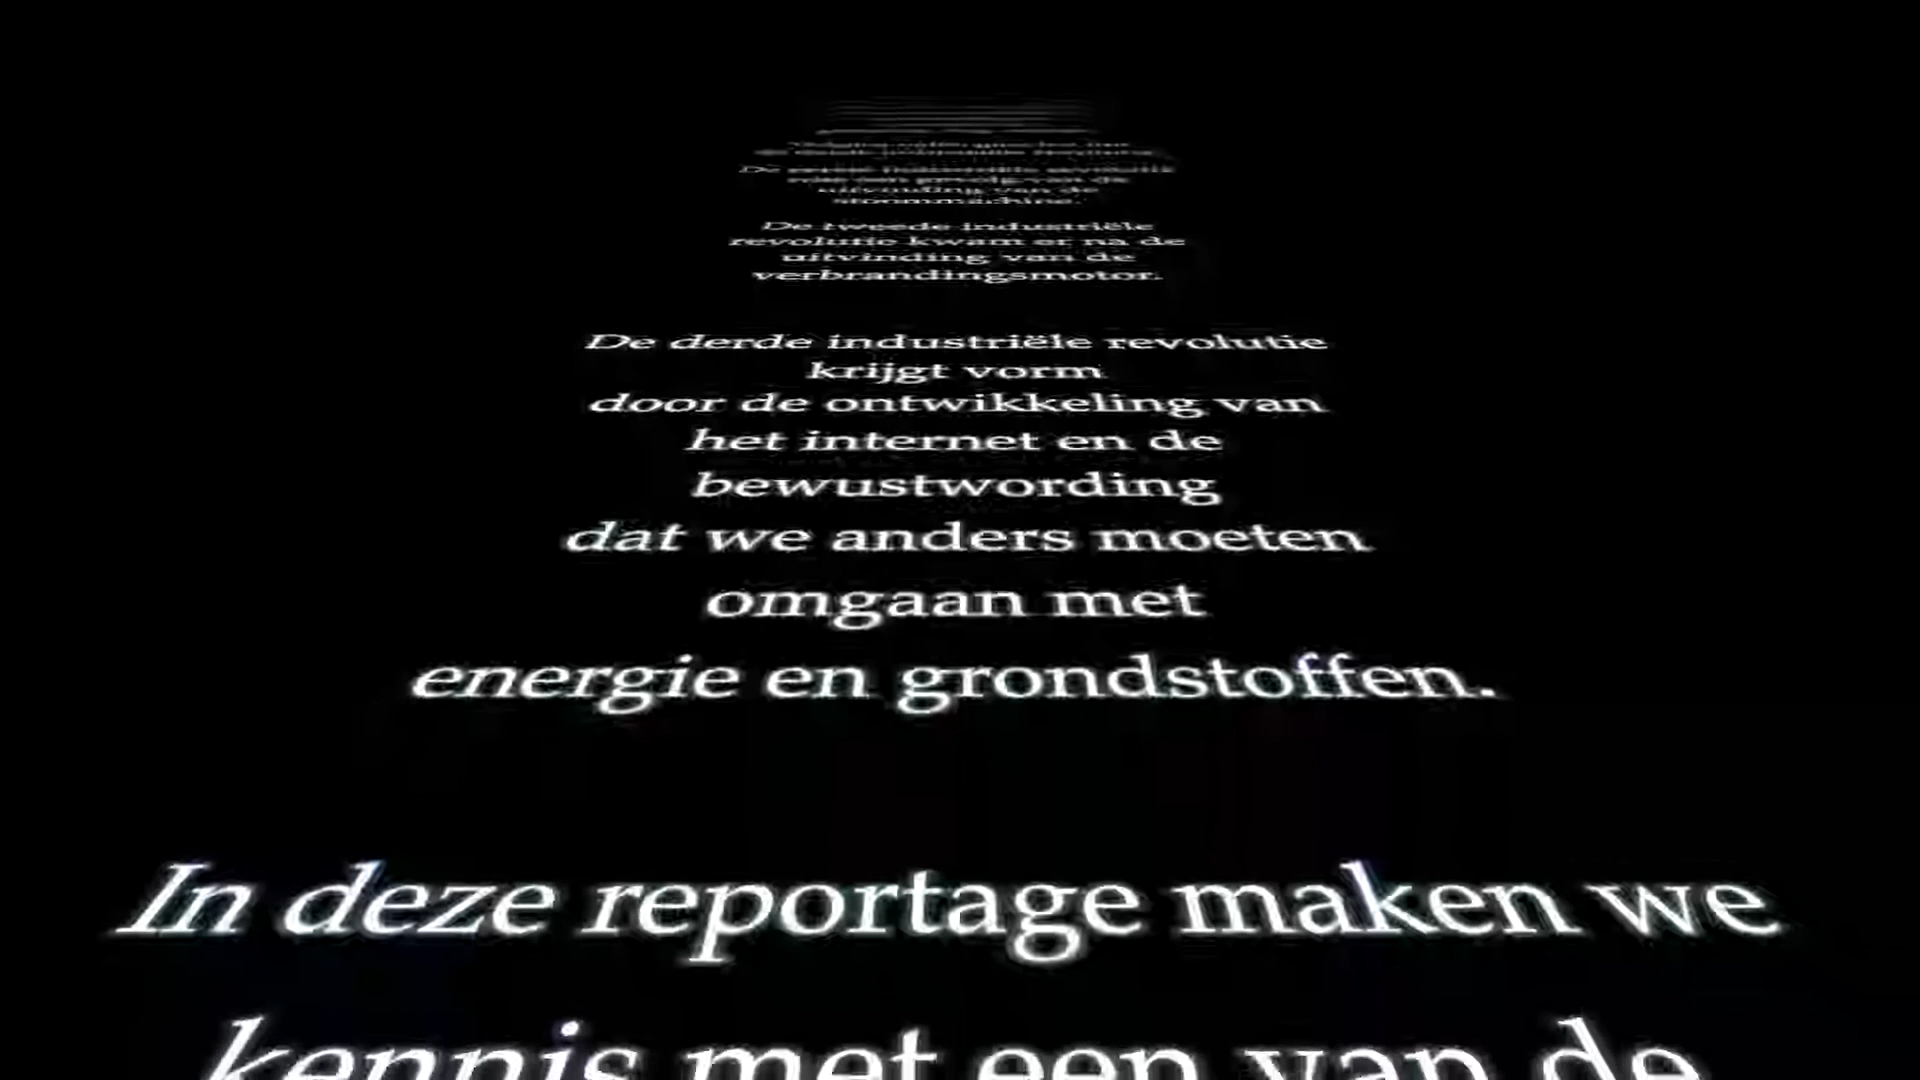 De eerste industriële revolutie
was een gevolg van de
uitvinding van de
stoommachine.
De tweede industriële
revolutie kwam er na de
uitvinding van de
verbrandingsmotor.
De derde industriële revolutie
krijgt vorm
door de ontwikkeling van
het internet en de
bewustwording
dat we anders moeten
omgaan met
energie en grondstoffen.
In deze reportage maken we
kennis met een van de